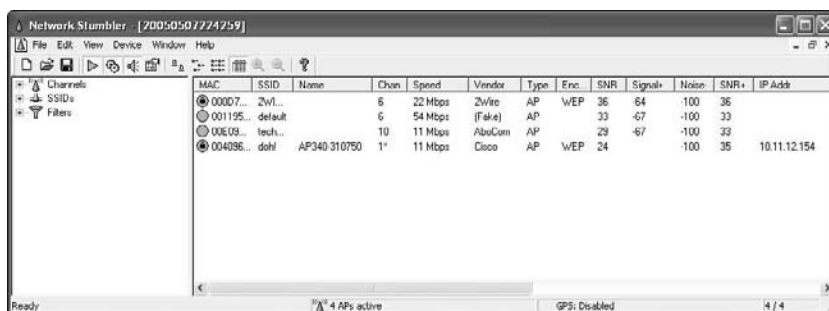 Network Stumbler - [20050507224259]
File Edit View Device Window Help
Channels
SSIDs
Filters
MAC SSID Name Chan Speed Vendor Type Enc... SNR Signal+ Noise- SNR+ IP Addr
000D7... 2WI... 6 22 Mbps 2Wire AP WEP 36 -64 -100 36
001195... default 6 54 Mbps (Fake) AP 33 -67 -100 33
00E09... tech... 10 11 Mbps AboCom AP 29 -67 -100 33
004096... doh! AP340-310750 1* 11 Mbps Cisco AP WEP 24 -100 35 10.11.12.154
Ready 4 APs active GPS: Disabled 4 / 4